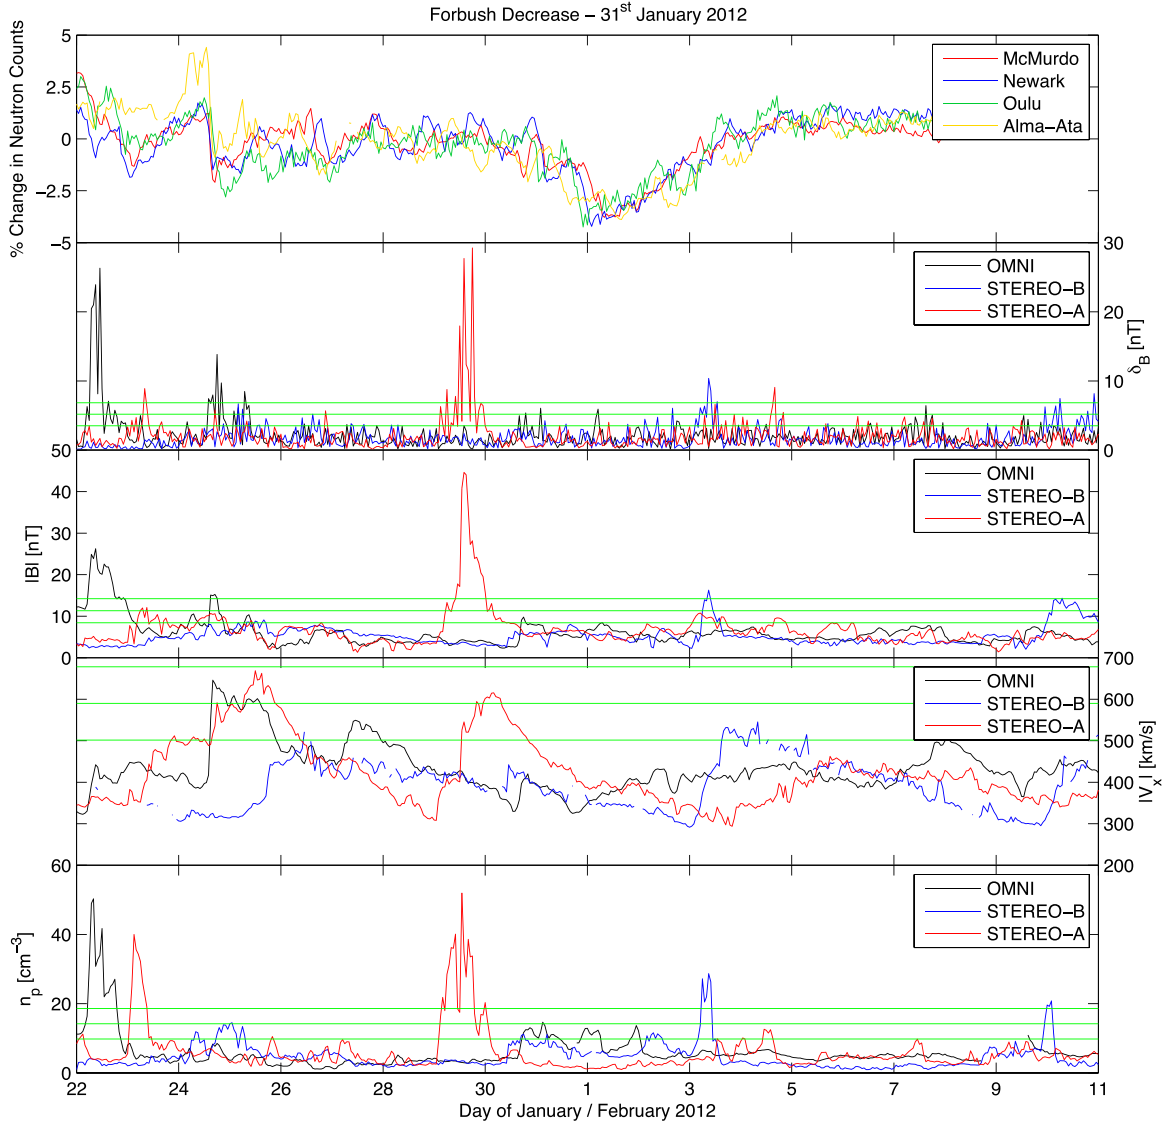 Forbush Decrease – 31st January 2012
% Change in Neutron Counts
5
2.5
0
−2.5
−5
McMurdo
Newark
Oulu
Alma−Ata
30
20
10
0
δB [nT]
OMNI
STEREO−B
STEREO−A
|B| [nT]
50
40
30
20
10
0
OMNI
STEREO−B
STEREO−A
700
600
500
400
300
200
|Vx| [km/s]
OMNI
STEREO−B
STEREO−A
np [cm−3]
60
40
20
0
OMNI
STEREO−B
STEREO−A
22 24 26 28 30 1 3 5 7 9 11
Day of January / February 2012